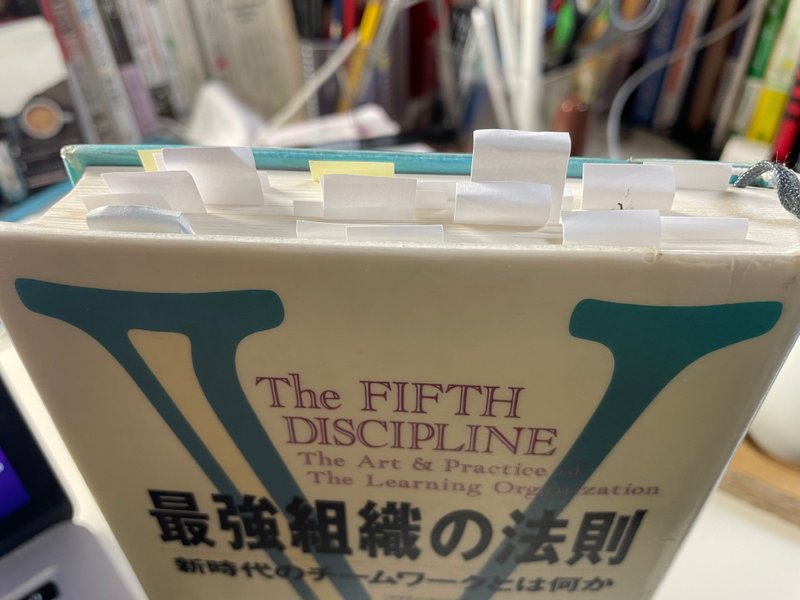 The FIFTH
DISCIPLINE
The Art & Practice of
The Learning Organization
最強組織の法則
新時代のチームワークとは何か